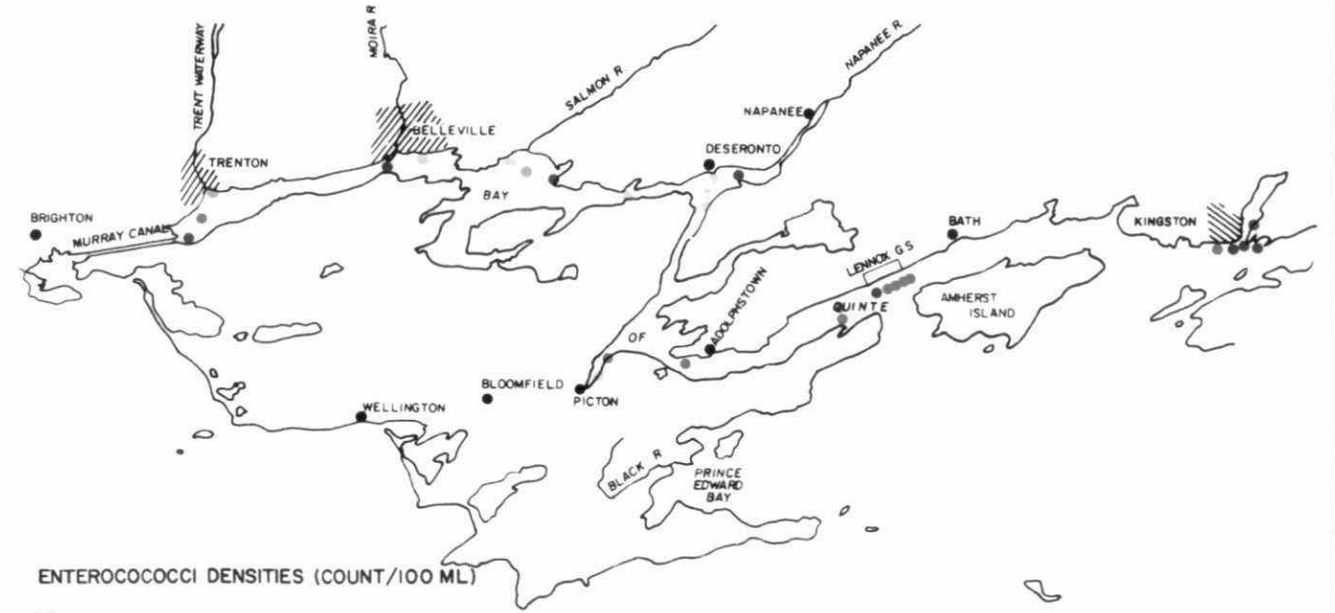 TRENT WATERWAY
MOIRA R
SALMON R.
NAPANEE R
NAPANEE
BELLEVILLE
DESERONTO
TRENTON
BAY
BRIGHTON
MURRAY CANAL
BATH
KINGSTON
LENNOX G S
AMHERST
ISLAND
QUINTE
ADOLPHSTOWN
OF
BLOOMFIELD
PICTON
WELLINGTON
BLACK R
PRINCE
EDWARD
BAY
ENTEROCOCOCCI DENSITIES (COUNT/100 ML)